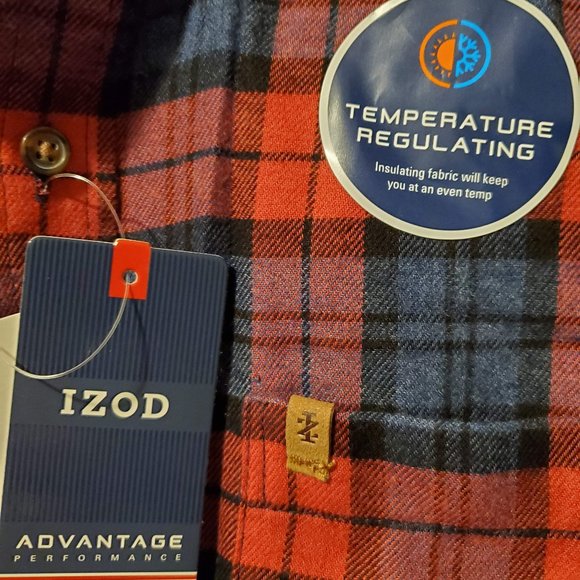 TEMPERATURE
REGULATING
Insulating fabric will keep
you at an even temp
IZOD
ADVANTAGE
PERFORMANCE